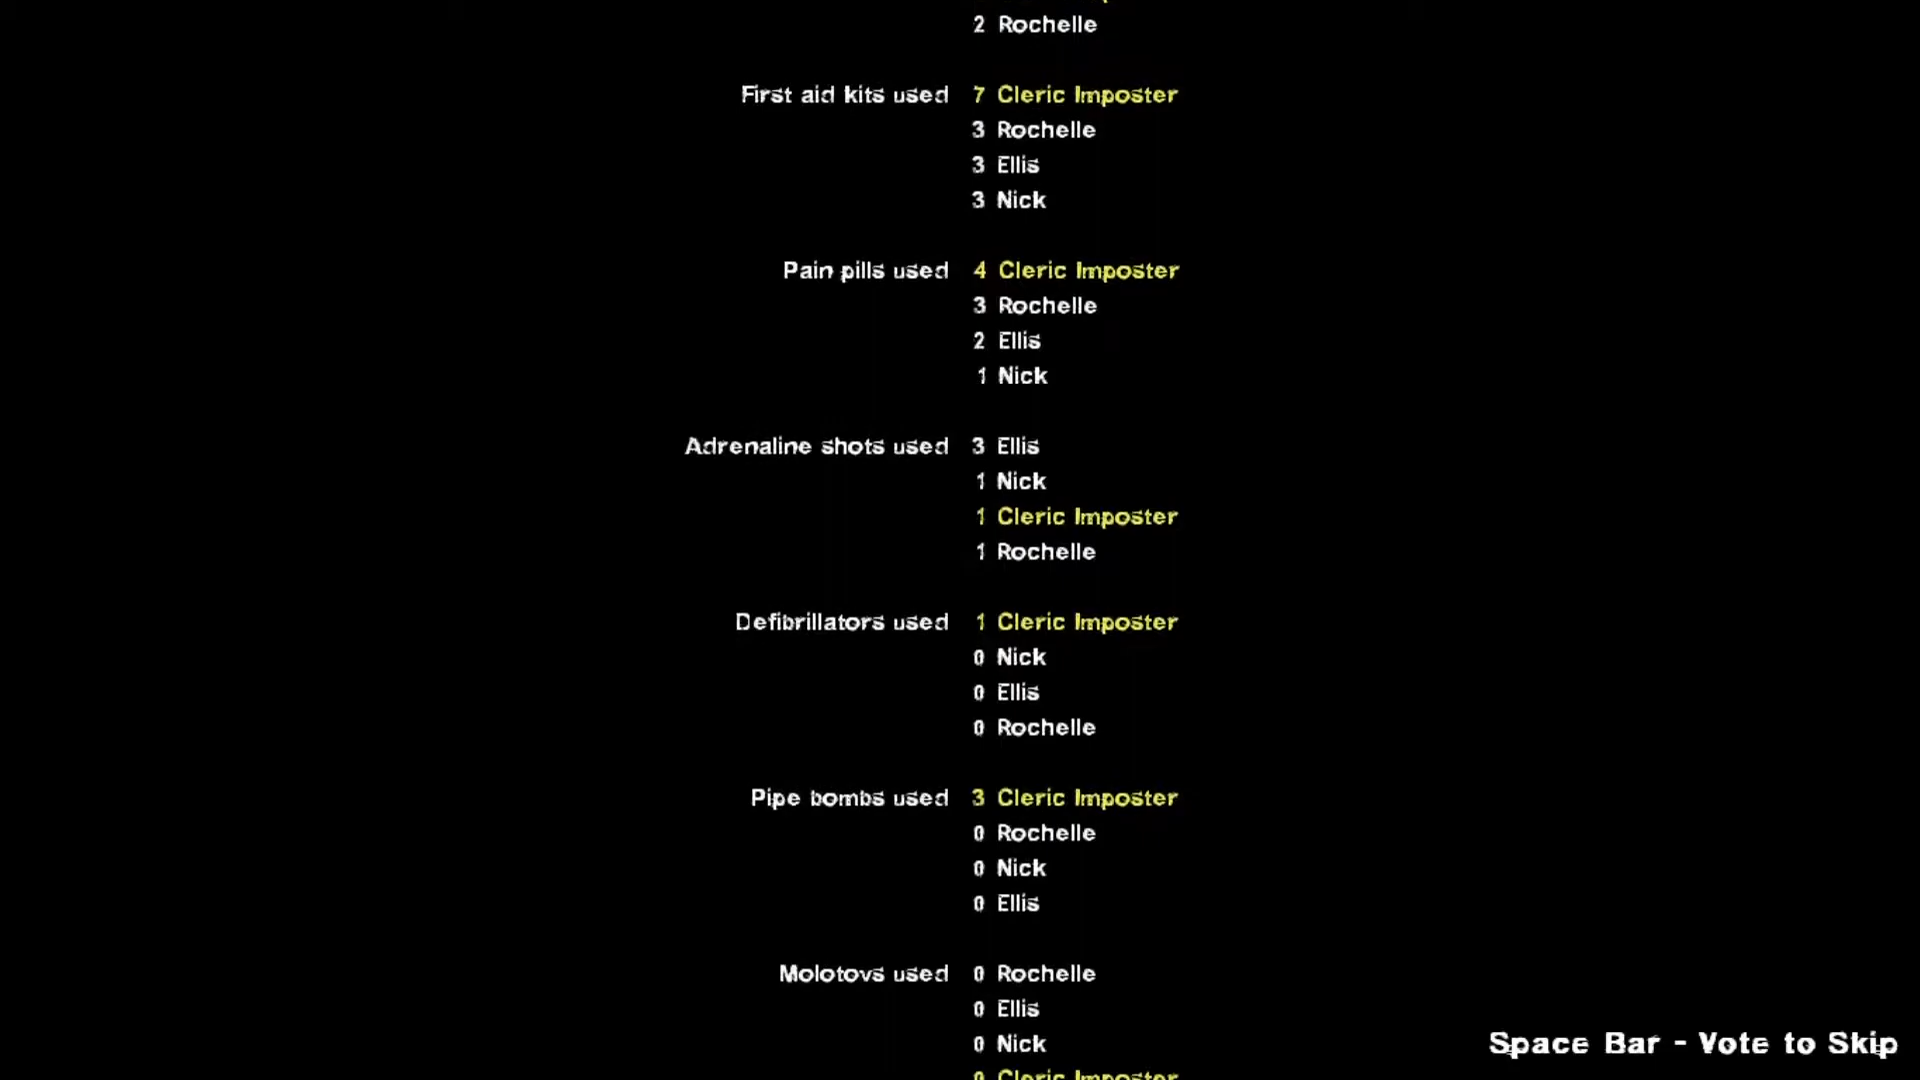 2 Rochelle
First aid kits used 7 Cleric Imposter
3 Rochelle
3 Ellis
3 Nick
Pain pills used 4 Cleric Imposter
3 Rochelle
2 Ellis
1 Nick
Adrenaline shots used 3 Ellis
1 Nick
1 Cleric Imposter
1 Rochelle
Defibrillators used 1 Cleric Imposter
0 Nick
0 Ellis
0 Rochelle
Pipe bombs used 3 Cleric Imposter
0 Rochelle
0 Nick
0 Ellis
Molotovs used 0 Rochelle
0 Ellis
0 Nick
0 Cleric Imposter
Space Bar - Vote to Skip